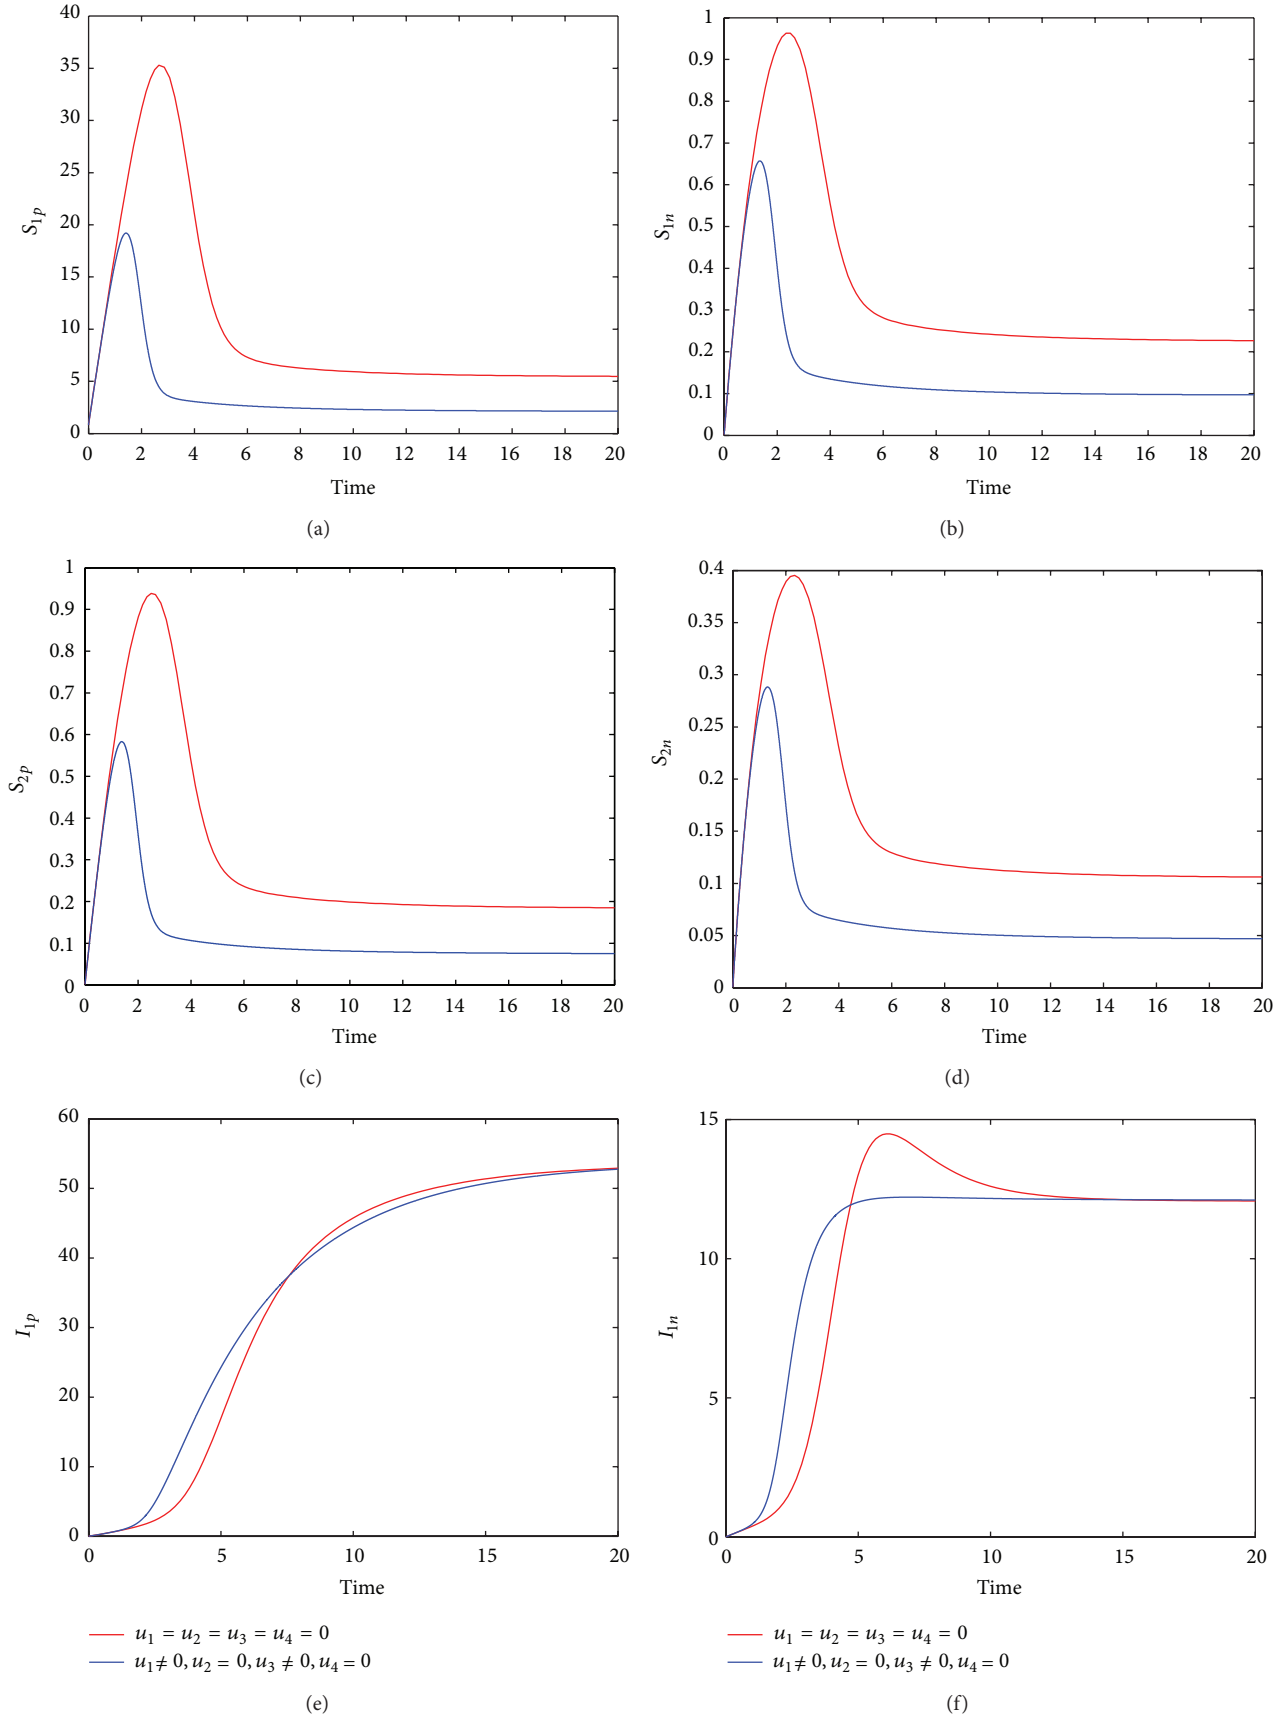 40
35
30
25
20
15
10
5
0
S1p
0 2 4 6 8 10 12 14 16 18 20
Time
(a)
1
0.9
0.8
0.7
0.6
0.5
0.4
0.3
0.2
0.1
0
S1n
0 2 4 6 8 10 12 14 16 18 20
Time
(b)
1
0.9
0.8
0.7
0.6
0.5
0.4
0.3
0.2
0.1
0
S2p
0 2 4 6 8 10 12 14 16 18 20
Time
(c)
0.4
0.35
0.3
0.25
0.2
0.15
0.1
0.05
0
S2n
0 2 4 6 8 10 12 14 16 18 20
Time
(d)
60
50
40
30
20
10
0
I1p
0 5 10 15 20
Time
u1 = u2 = u3 = u4 = 0
u1 ≠ 0, u2 = 0, u3 ≠ 0, u4 = 0
(e)
15
10
5
0
I1n
0 5 10 15 20
Time
u1 = u2 = u3 = u4 = 0
u1 ≠ 0, u2 = 0, u3 ≠ 0, u4 = 0
(f)